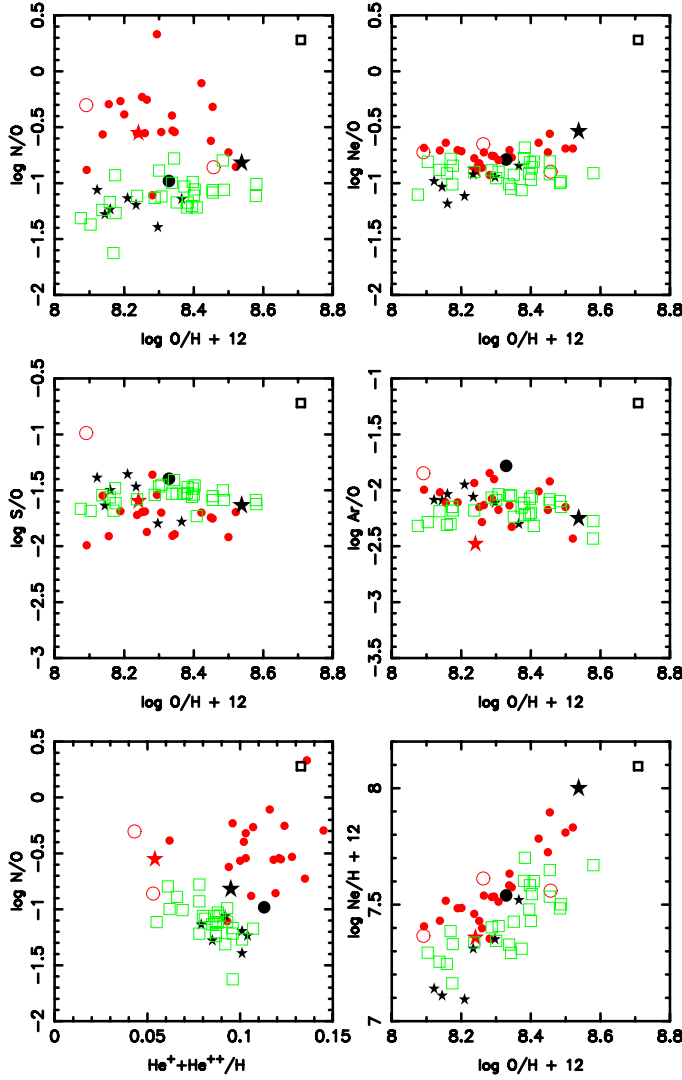 0.5 0 −0.5 −1 −1.5 −2
log N/O
8 8.2 8.4 8.6 8.8
log O/H + 12
0.5 0 −0.5 −1 −1.5 −2
log Ne/O
8 8.2 8.4 8.6 8.8
log O/H + 12
−0.5 −1 −1.5 −2 −2.5 −3
log S/O
8 8.2 8.4 8.6 8.8
log O/H + 12
−1 −1.5 −2 −2.5 −3 −3.5
log Ar/O
8 8.2 8.4 8.6 8.8
log O/H + 12
0.5 0 −0.5 −1 −1.5 −2
log N/O
0 0.05 0.1 0.15
He⁺+He⁺⁺/H
8 7.5 7
log Ne/H + 12
8 8.2 8.4 8.6 8.8
log O/H + 12